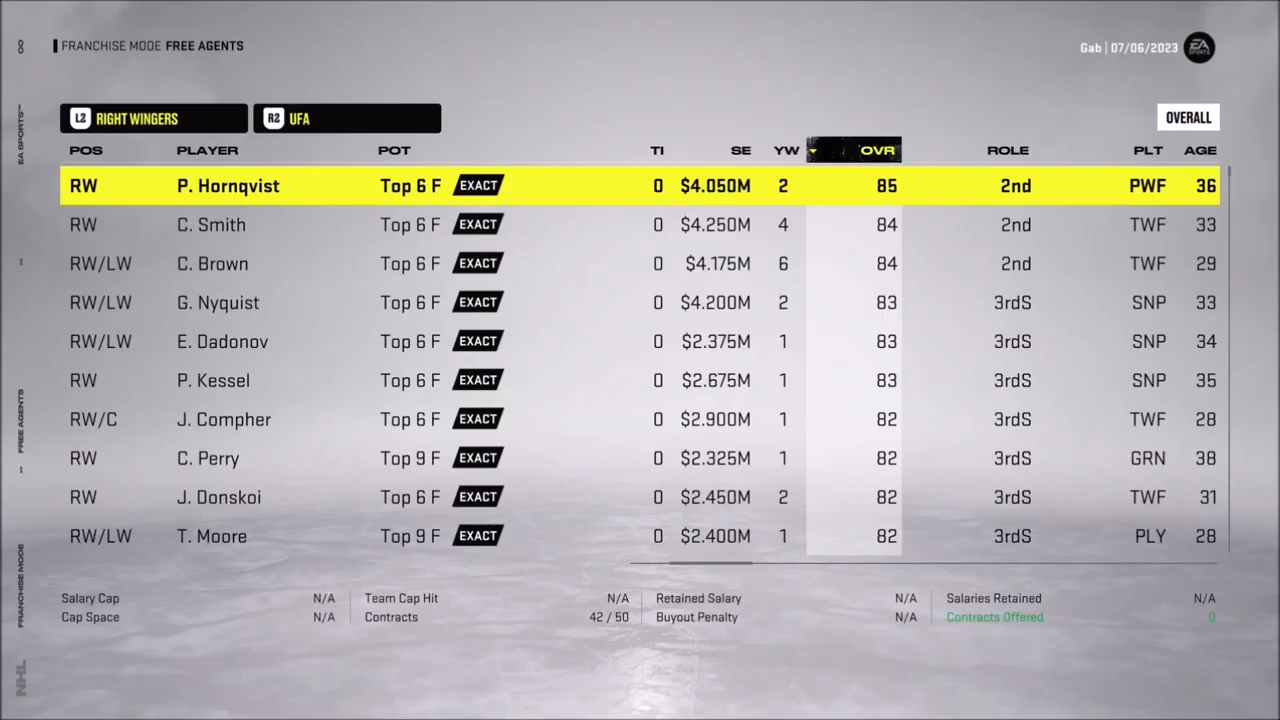 FRANCHISE MODE FREE AGENTS
Gab | 07/06/2023 EA SPORTS
L2 RIGHT WINGERS R2 UFA OVERALL
POS PLAYER POT TI SE YW OVR ROLE PLT AGE
RW P. Hornqvist Top 6 F EXACT 0 $4.050M 2 85 2nd PWF 36
RW C. Smith Top 6 F EXACT 0 $4.250M 4 84 2nd TWF 33
RW/LW C. Brown Top 6 F EXACT 0 $4.175M 6 84 2nd TWF 29
RW/LW G. Nyquist Top 6 F EXACT 0 $4.200M 2 83 3rdS SNP 33
RW/LW E. Dadonov Top 6 F EXACT 0 $2.375M 1 83 3rdS SNP 34
RW P. Kessel Top 6 F EXACT 0 $2.675M 1 83 3rdS SNP 35
RW/C J. Compher Top 6 F EXACT 0 $2.900M 1 82 3rdS TWF 28
RW C. Perry Top 9 F EXACT 0 $2.325M 1 82 3rdS GRN 38
RW J. Donskoi Top 6 F EXACT 0 $2.450M 2 82 3rdS TWF 31
RW/LW T. Moore Top 9 F EXACT 0 $2.400M 1 82 3rdS PLY 28
Salary Cap N/A Team Cap Hit N/A Retained Salary N/A Salaries Retained N/A
Cap Space N/A Contracts 42 / 50 Buyout Penalty N/A Contracts Offered 0
NHL FRANCHISE MODE FREE AGENTS EA SPORTS™